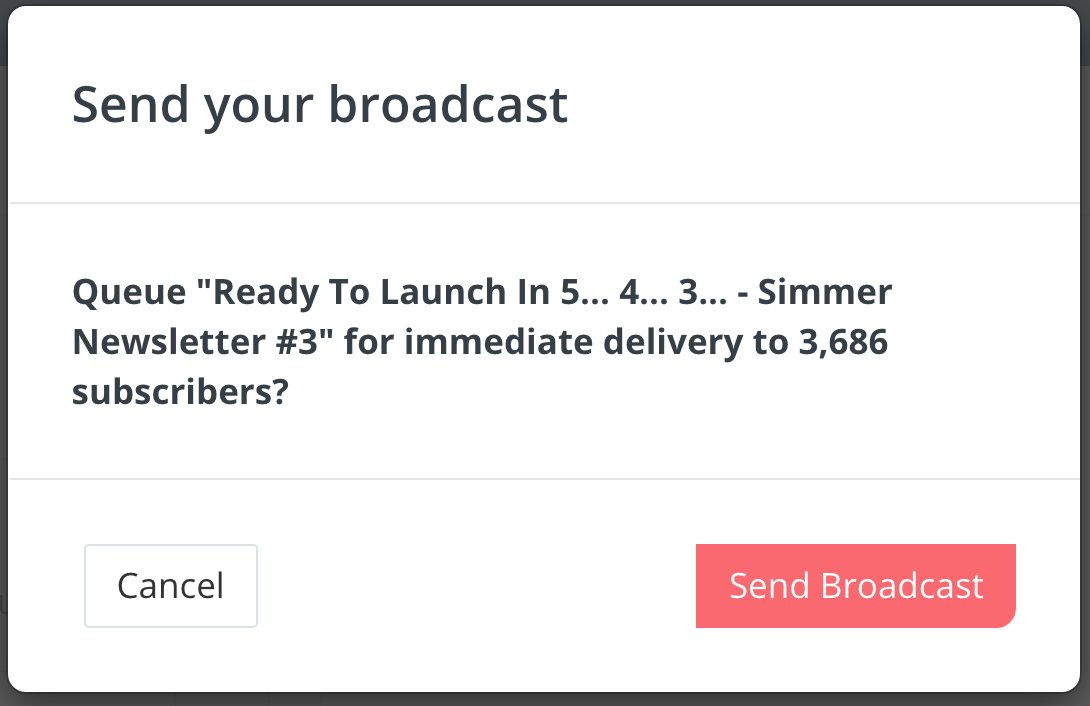 Send your broadcast
Queue "Ready To Launch In 5... 4... 3... - Simmer
Newsletter #3" for immediate delivery to 3,686
subscribers?
Cancel
Send Broadcast